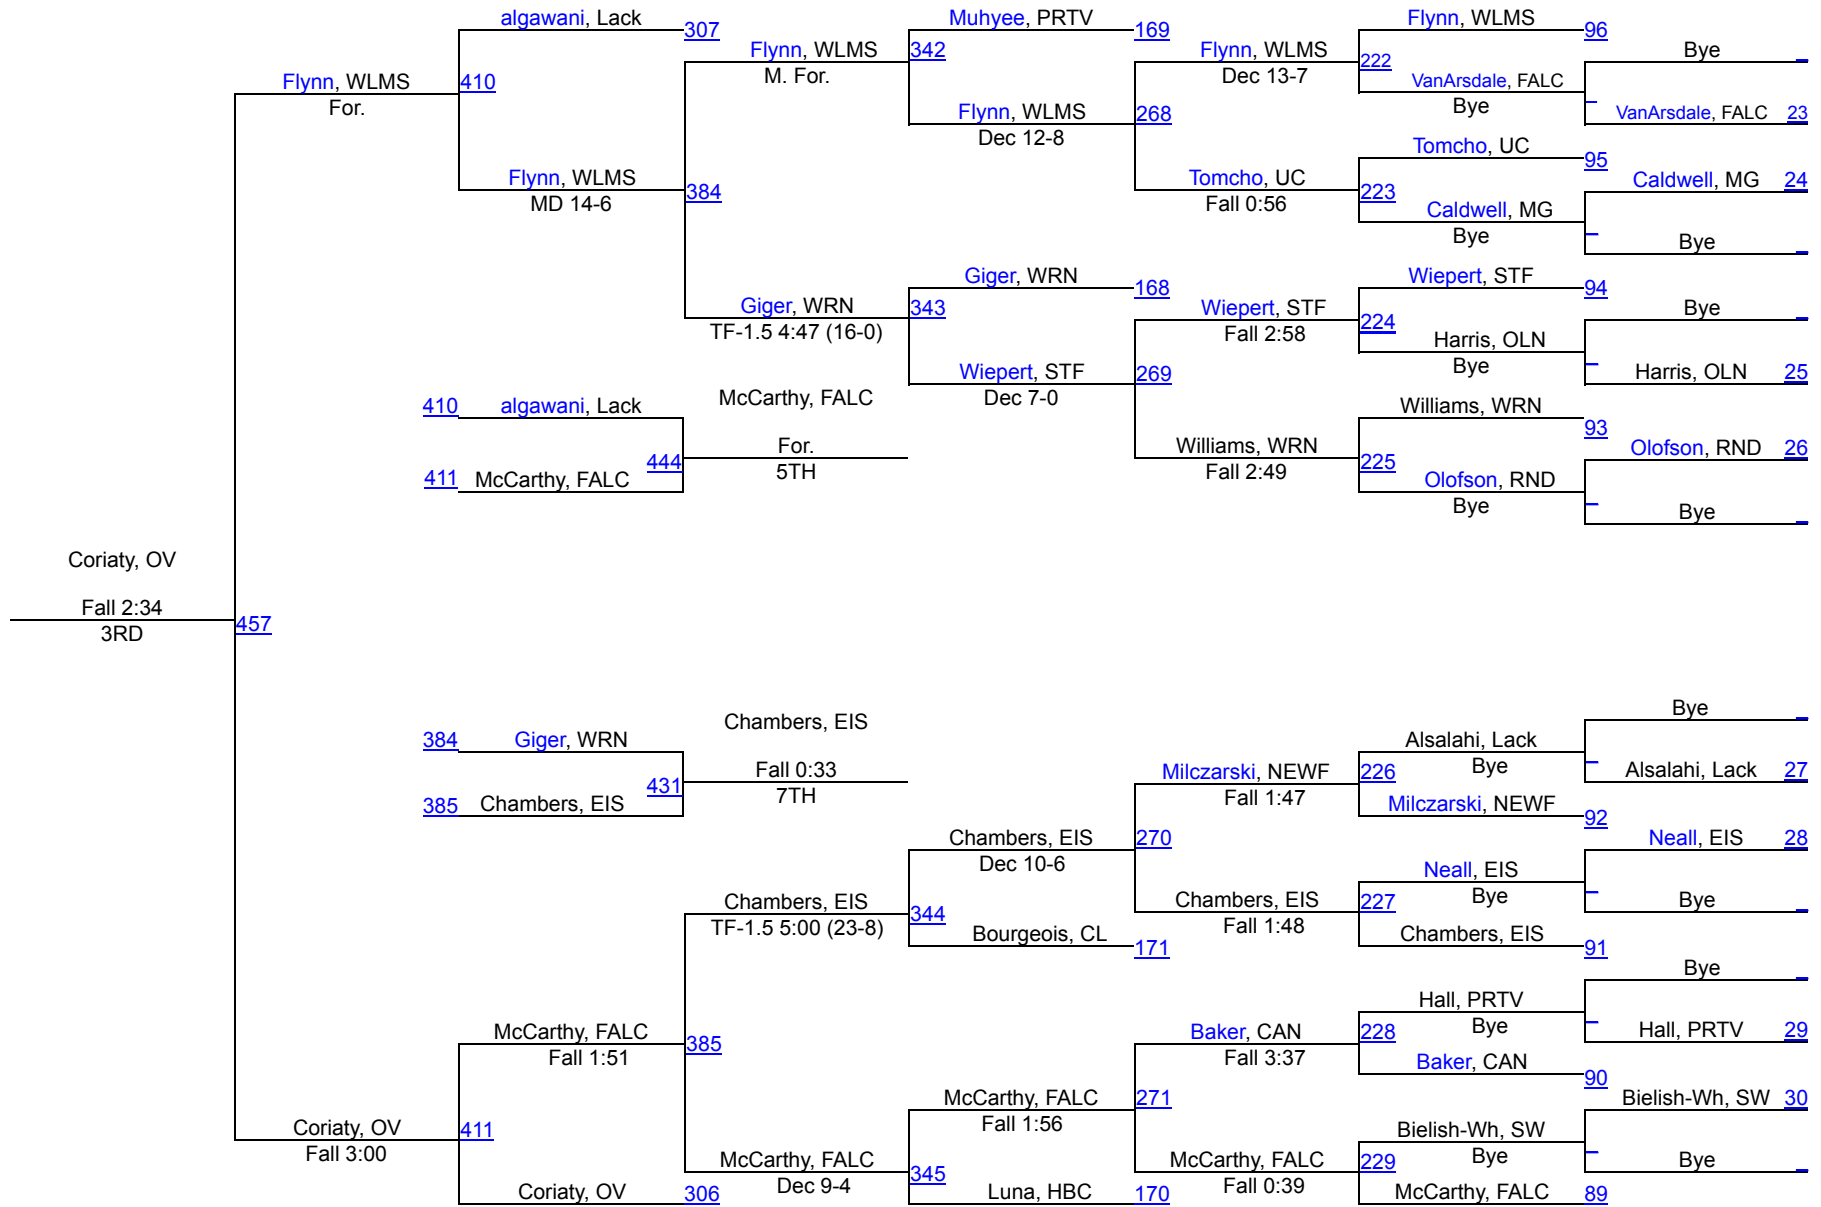 algawani, Lack 307
Muhyee, PRTV 169
Flynn, WLMS 96
Flynn, WLMS 342
M. For.
Flynn, WLMS 222
Dec 13-7
Bye _
Flynn, WLMS 410
For.
VanArsdale, FALC
Bye
_
VanArsdale, FALC 23
Flynn, WLMS 268
Dec 12-8
Tomcho, UC 95
Flynn, WLMS 384
MD 14-6
Tomcho, UC 223
Fall 0:56
Caldwell, MG 24
Caldwell, MG _
Bye
Bye _
Giger, WRN 168
Wiepert, STF 94
Giger, WRN 343
TF-1.5 4:47 (16-0)
Wiepert, STF 224
Fall 2:58
Bye _
Harris, OLN _
Bye
Harris, OLN 25
Wiepert, STF 269
Dec 7-0
McCarthy, FALC
410 algawani, Lack
Williams, WRN 93
For.
444 5TH
Williams, WRN 225
Fall 2:49
Olofson, RND 26
411 McCarthy, FALC
Olofson, RND _
Bye
Bye _
Coriaty, OV
Fall 2:34
3RD
457
Chambers, EIS
Bye _
384 Giger, WRN
Alsalahi, Lack _
Bye
Fall 0:33
431 7TH
Milczarski, NEWF 226
Fall 1:47
Alsalahi, Lack 27
385 Chambers, EIS
Milczarski, NEWF 92
Chambers, EIS 270
Dec 10-6
Neall, EIS 28
Neall, EIS _
Bye
Chambers, EIS 344
TF-1.5 5:00 (23-8)
Chambers, EIS 227
Fall 1:48
Bye _
Bourgeois, CL 171
Chambers, EIS 91
Bye _
Hall, PRTV _
Bye
McCarthy, FALC 385
Fall 1:51
Baker, CAN 228
Fall 3:37
Hall, PRTV 29
Baker, CAN 90
McCarthy, FALC 271
Fall 1:56
Bielish-Wh, SW 30
Coriaty, OV 411
Fall 3:00
Bielish-Wh, SW _
Bye
McCarthy, FALC 345
Dec 9-4
McCarthy, FALC 229
Fall 0:39
Bye _
Coriaty, OV 306
Luna, HBC 170
McCarthy, FALC 89